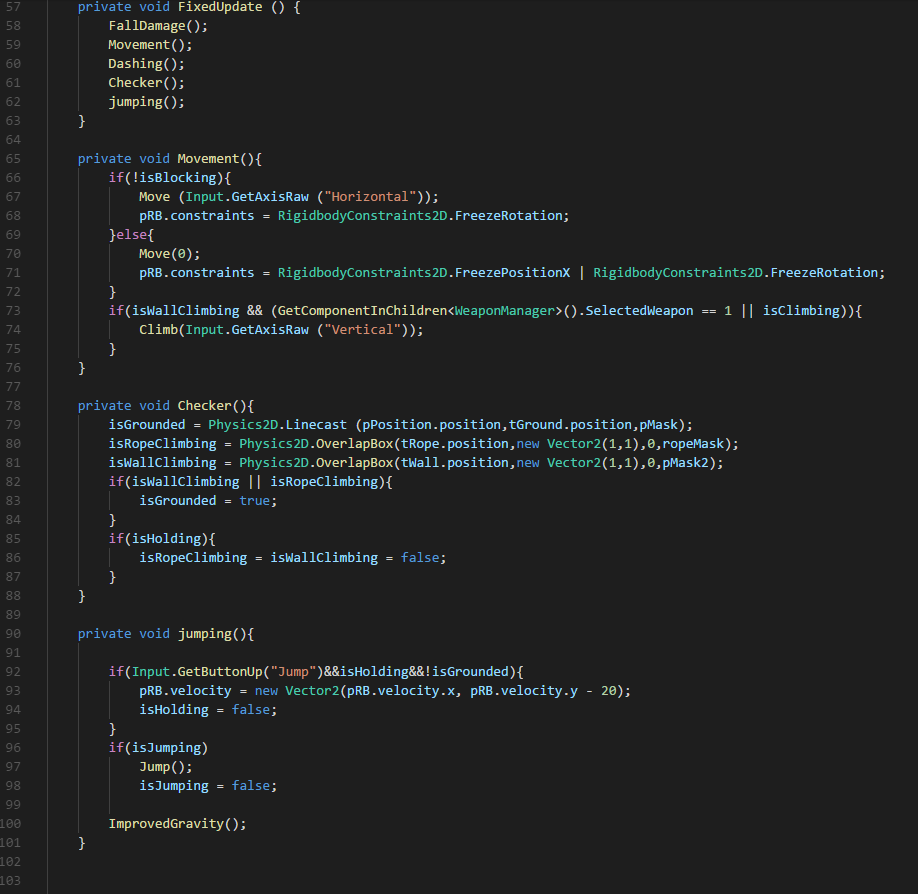 57 private void FixedUpdate () {
58 FallDamage();
59 Movement();
60 Dashing();
61 Checker();
62 jumping();
63 }
64
65 private void Movement(){
66 if(!isBlocking){
67 Move (Input.GetAxisRaw ("Horizontal"));
68 pRB.constraints = RigidbodyConstraints2D.FreezeRotation;
69 }else{
70 Move(0);
71 pRB.constraints = RigidbodyConstraints2D.FreezePositionX | RigidbodyConstraints2D.FreezeRotation;
72 }
73 if(isWallClimbing && (GetComponentInChildren<WeaponManager>().SelectedWeapon == 1 || isClimbing)){
74 Climb(Input.GetAxisRaw ("Vertical"));
75 }
76 }
77
78 private void Checker(){
79 isGrounded = Physics2D.Linecast (pPosition.position,tGround.position,pMask);
80 isRopeClimbing = Physics2D.OverlapBox(tRope.position,new Vector2(1,1),0,ropeMask);
81 isWallClimbing = Physics2D.OverlapBox(tWall.position,new Vector2(1,1),0,pMask2);
82 if(isWallClimbing || isRopeClimbing){
83 isGrounded = true;
84 }
85 if(isHolding){
86 isRopeClimbing = isWallClimbing = false;
87 }
88 }
89
90 private void jumping(){
91
92 if(Input.GetButtonUp("Jump")&&isHolding&&!isGrounded){
93 pRB.velocity = new Vector2(pRB.velocity.x, pRB.velocity.y - 20);
94 isHolding = false;
95 }
96 if(isJumping)
97 Jump();
98 isJumping = false;
99
100 ImprovedGravity();
101 }
102
103